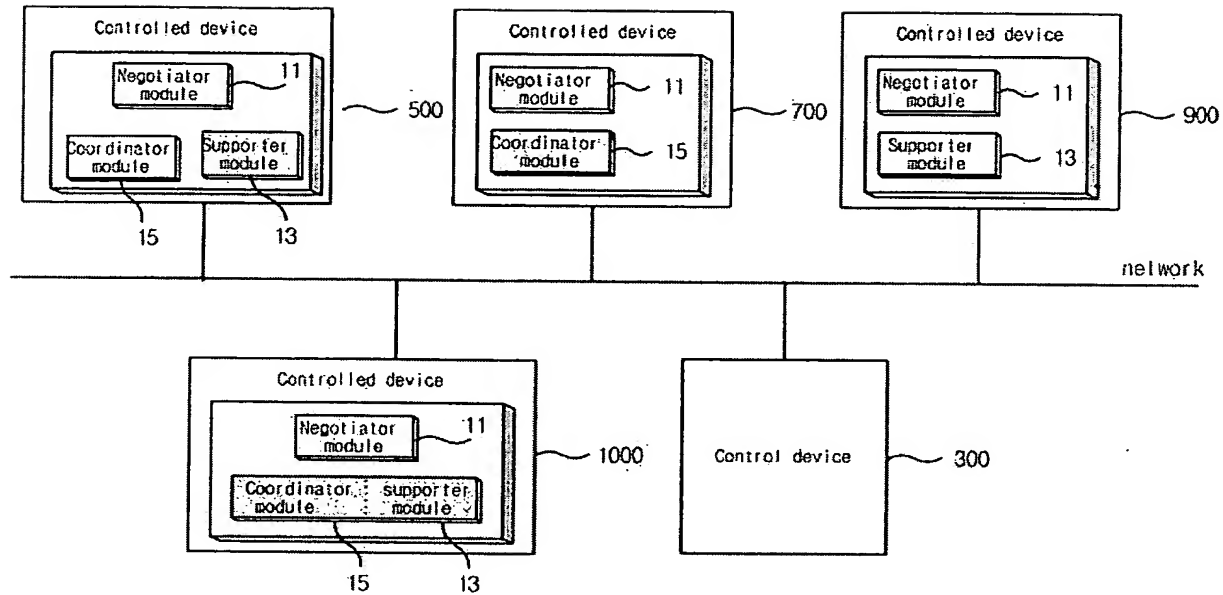 Controlled device
Negotiator
module
11
Coordinator
module
Supporter
module
15
13
500
Controlled device
Negotiator
module
11
Coordinator
module
15
700
Controlled device
Negotiator
module
11
Supporter
module
13
900
network
Controlled device
Negotiator
module
11
Coordinator
module
supporter
module
15
13
1000
Control device
300